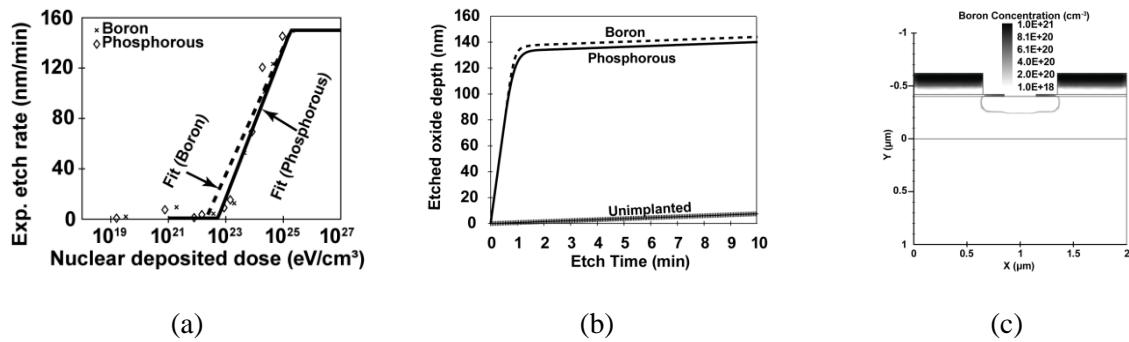 160
120
80
40
0
Exp. etch rate (nm/min)
× Boron
◇ Phosphorous
Fit (Boron)
Fit (Phosphorous)
10¹⁹ 10²¹ 10²³ 10²⁵ 10²⁷
Nuclear deposited dose (eV/cm³)
(a)
160
140
120
100
80
60
40
20
0
Etched oxide depth (nm)
Boron
Phosphorous
Unimplanted
0 1 2 3 4 5 6 7 8 9 10
Etch Time (min)
(b)
Boron Concentration (cm⁻³)
1.0E+21
8.1E+20
6.1E+20
4.0E+20
2.0E+20
1.0E+18
-1
-0.5
0
0.5
1
Y (µm)
0 0.5 1 1.5 2
X (µm)
(c)